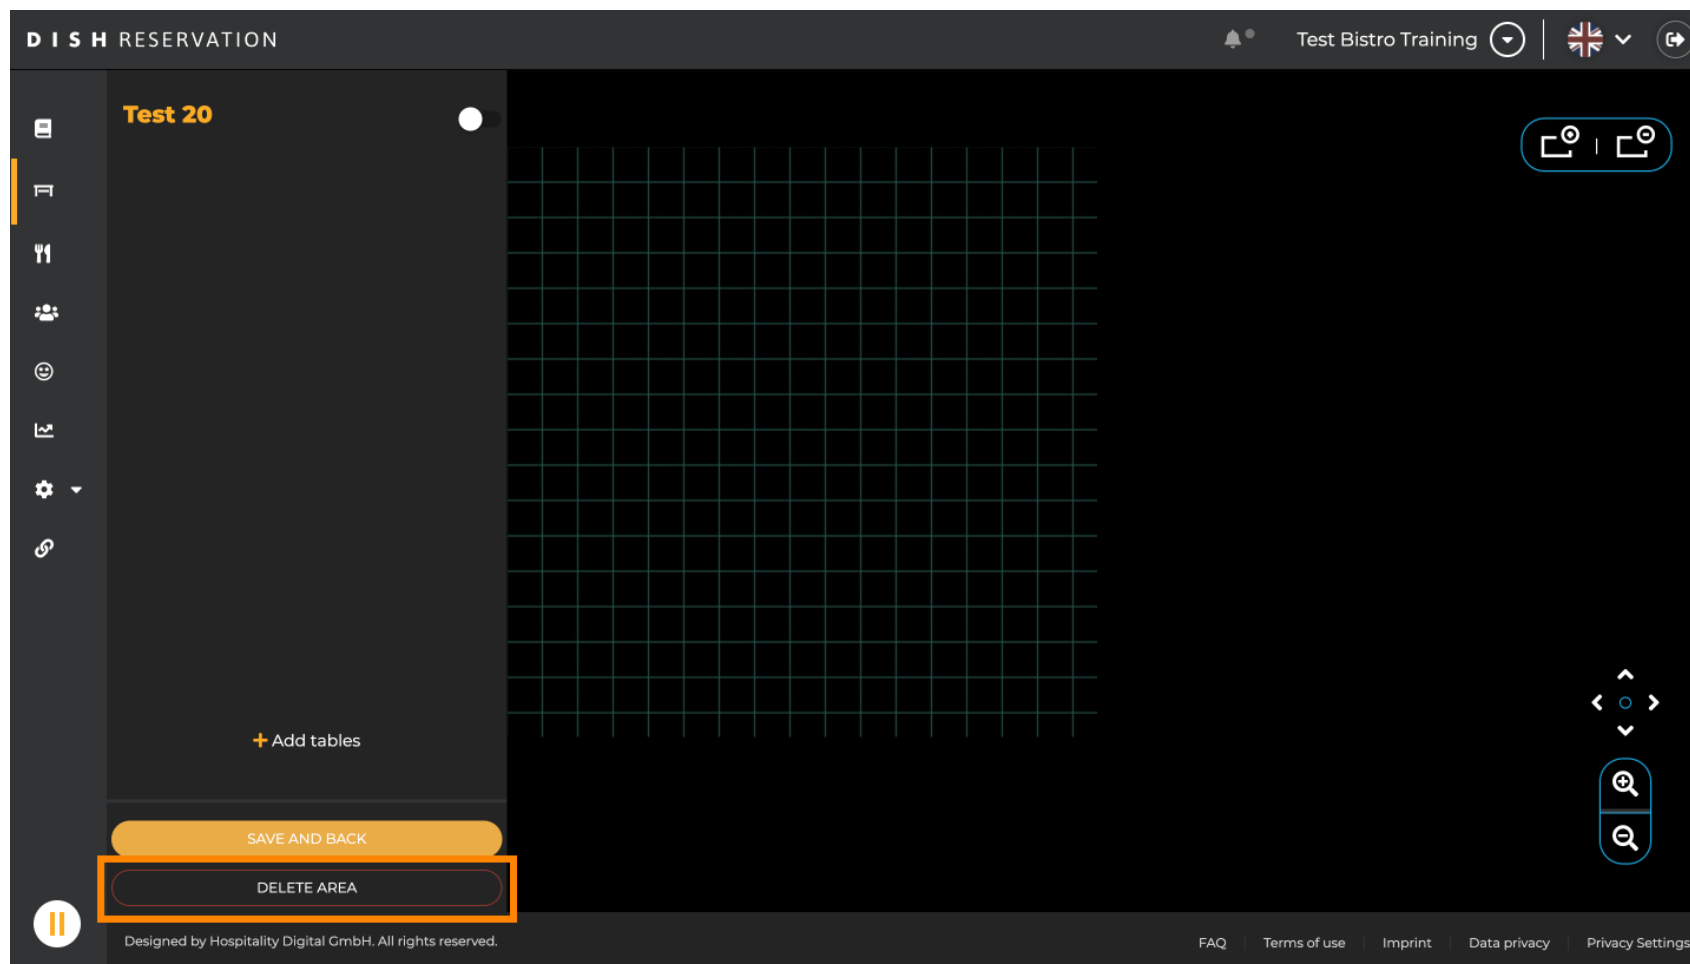 DISH RESERVATION
Test Bistro Training
Test 20
Add tables
SAVE AND BACK
DELETE AREA
Designed by Hospitality Digital GmbH. All rights reserved.
FAQ
Terms of use
Imprint
Data privacy
Privacy Settings